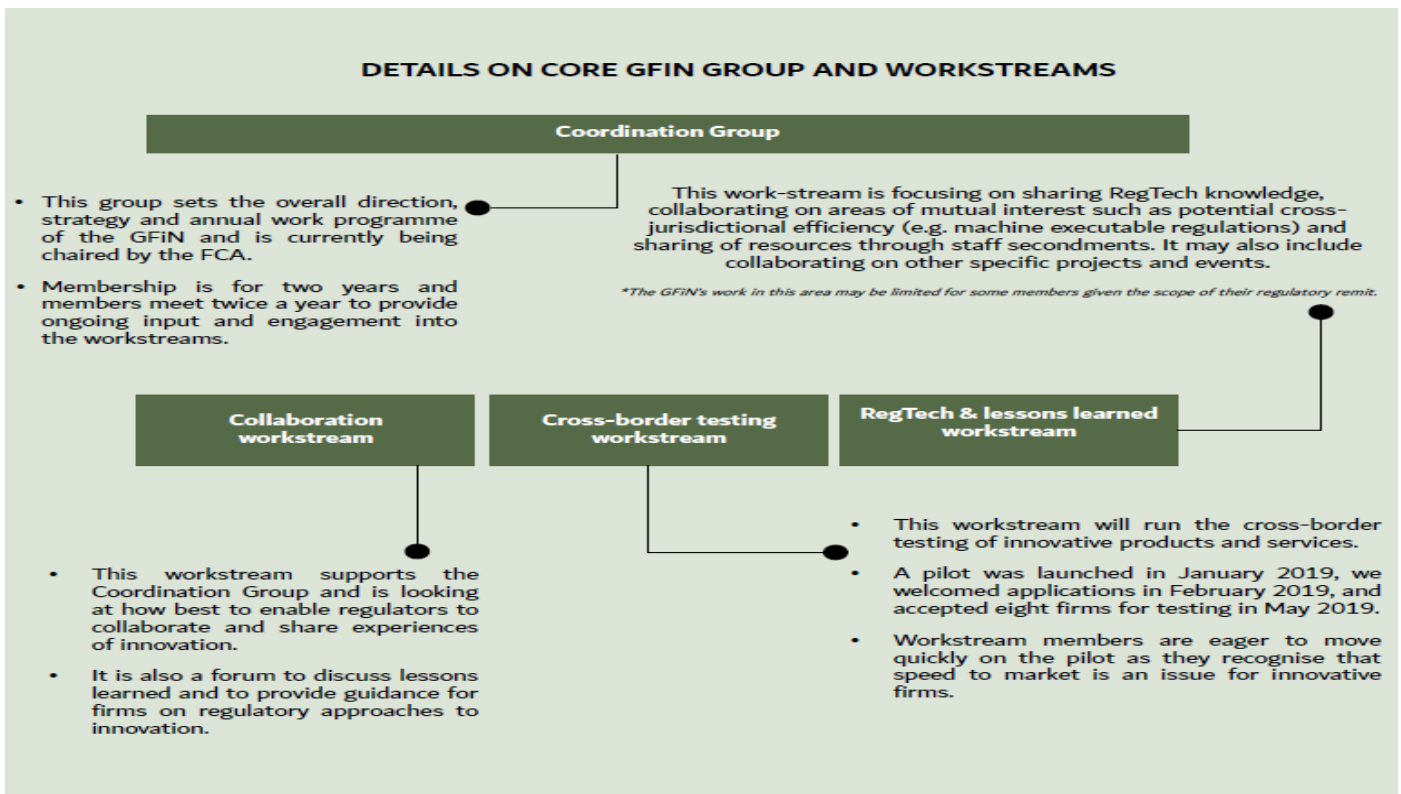 DETAILS ON CORE GFIN GROUP AND WORKSTREAMS
Coordination Group
• This group sets the overall direction,
strategy and annual work programme
of the GFiN and is currently being
chaired by the FCA.
• Membership is for two years and
members meet twice a year to provide
ongoing input and engagement into
the workstreams.
This work-stream is focusing on sharing RegTech knowledge,
collaborating on areas of mutual interest such as potential cross-
jurisdictional efficiency (e.g. machine executable regulations) and
sharing of resources through staff secondments. It may also include
collaborating on other specific projects and events.
*The GFiN's work in this area may be limited for some members given the scope of their regulatory remit.
Collaboration
workstream
Cross-border testing
workstream
RegTech & lessons learned
workstream
• This workstream supports the
Coordination Group and is looking
at how best to enable regulators to
collaborate and share experiences
of innovation.
• It is also a forum to discuss lessons
learned and to provide guidance for
firms on regulatory approaches to
innovation.
• This workstream will run the cross-border
testing of innovative products and services.
• A pilot was launched in January 2019, we
welcomed applications in February 2019, and
accepted eight firms for testing in May 2019.
• Workstream members are eager to move
quickly on the pilot as they recognise that
speed to market is an issue for innovative
firms.